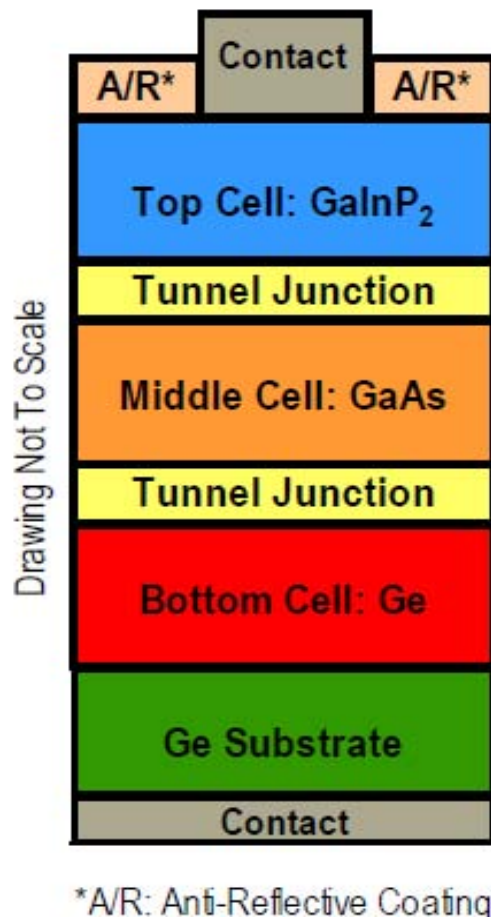 Contact
A/R* A/R*
Top Cell: GaInP₂
Tunnel Junction
Middle Cell: GaAs
Tunnel Junction
Bottom Cell: Ge
Ge Substrate
Contact
Drawing Not To Scale
*A/R: Anti-Reflective Coating